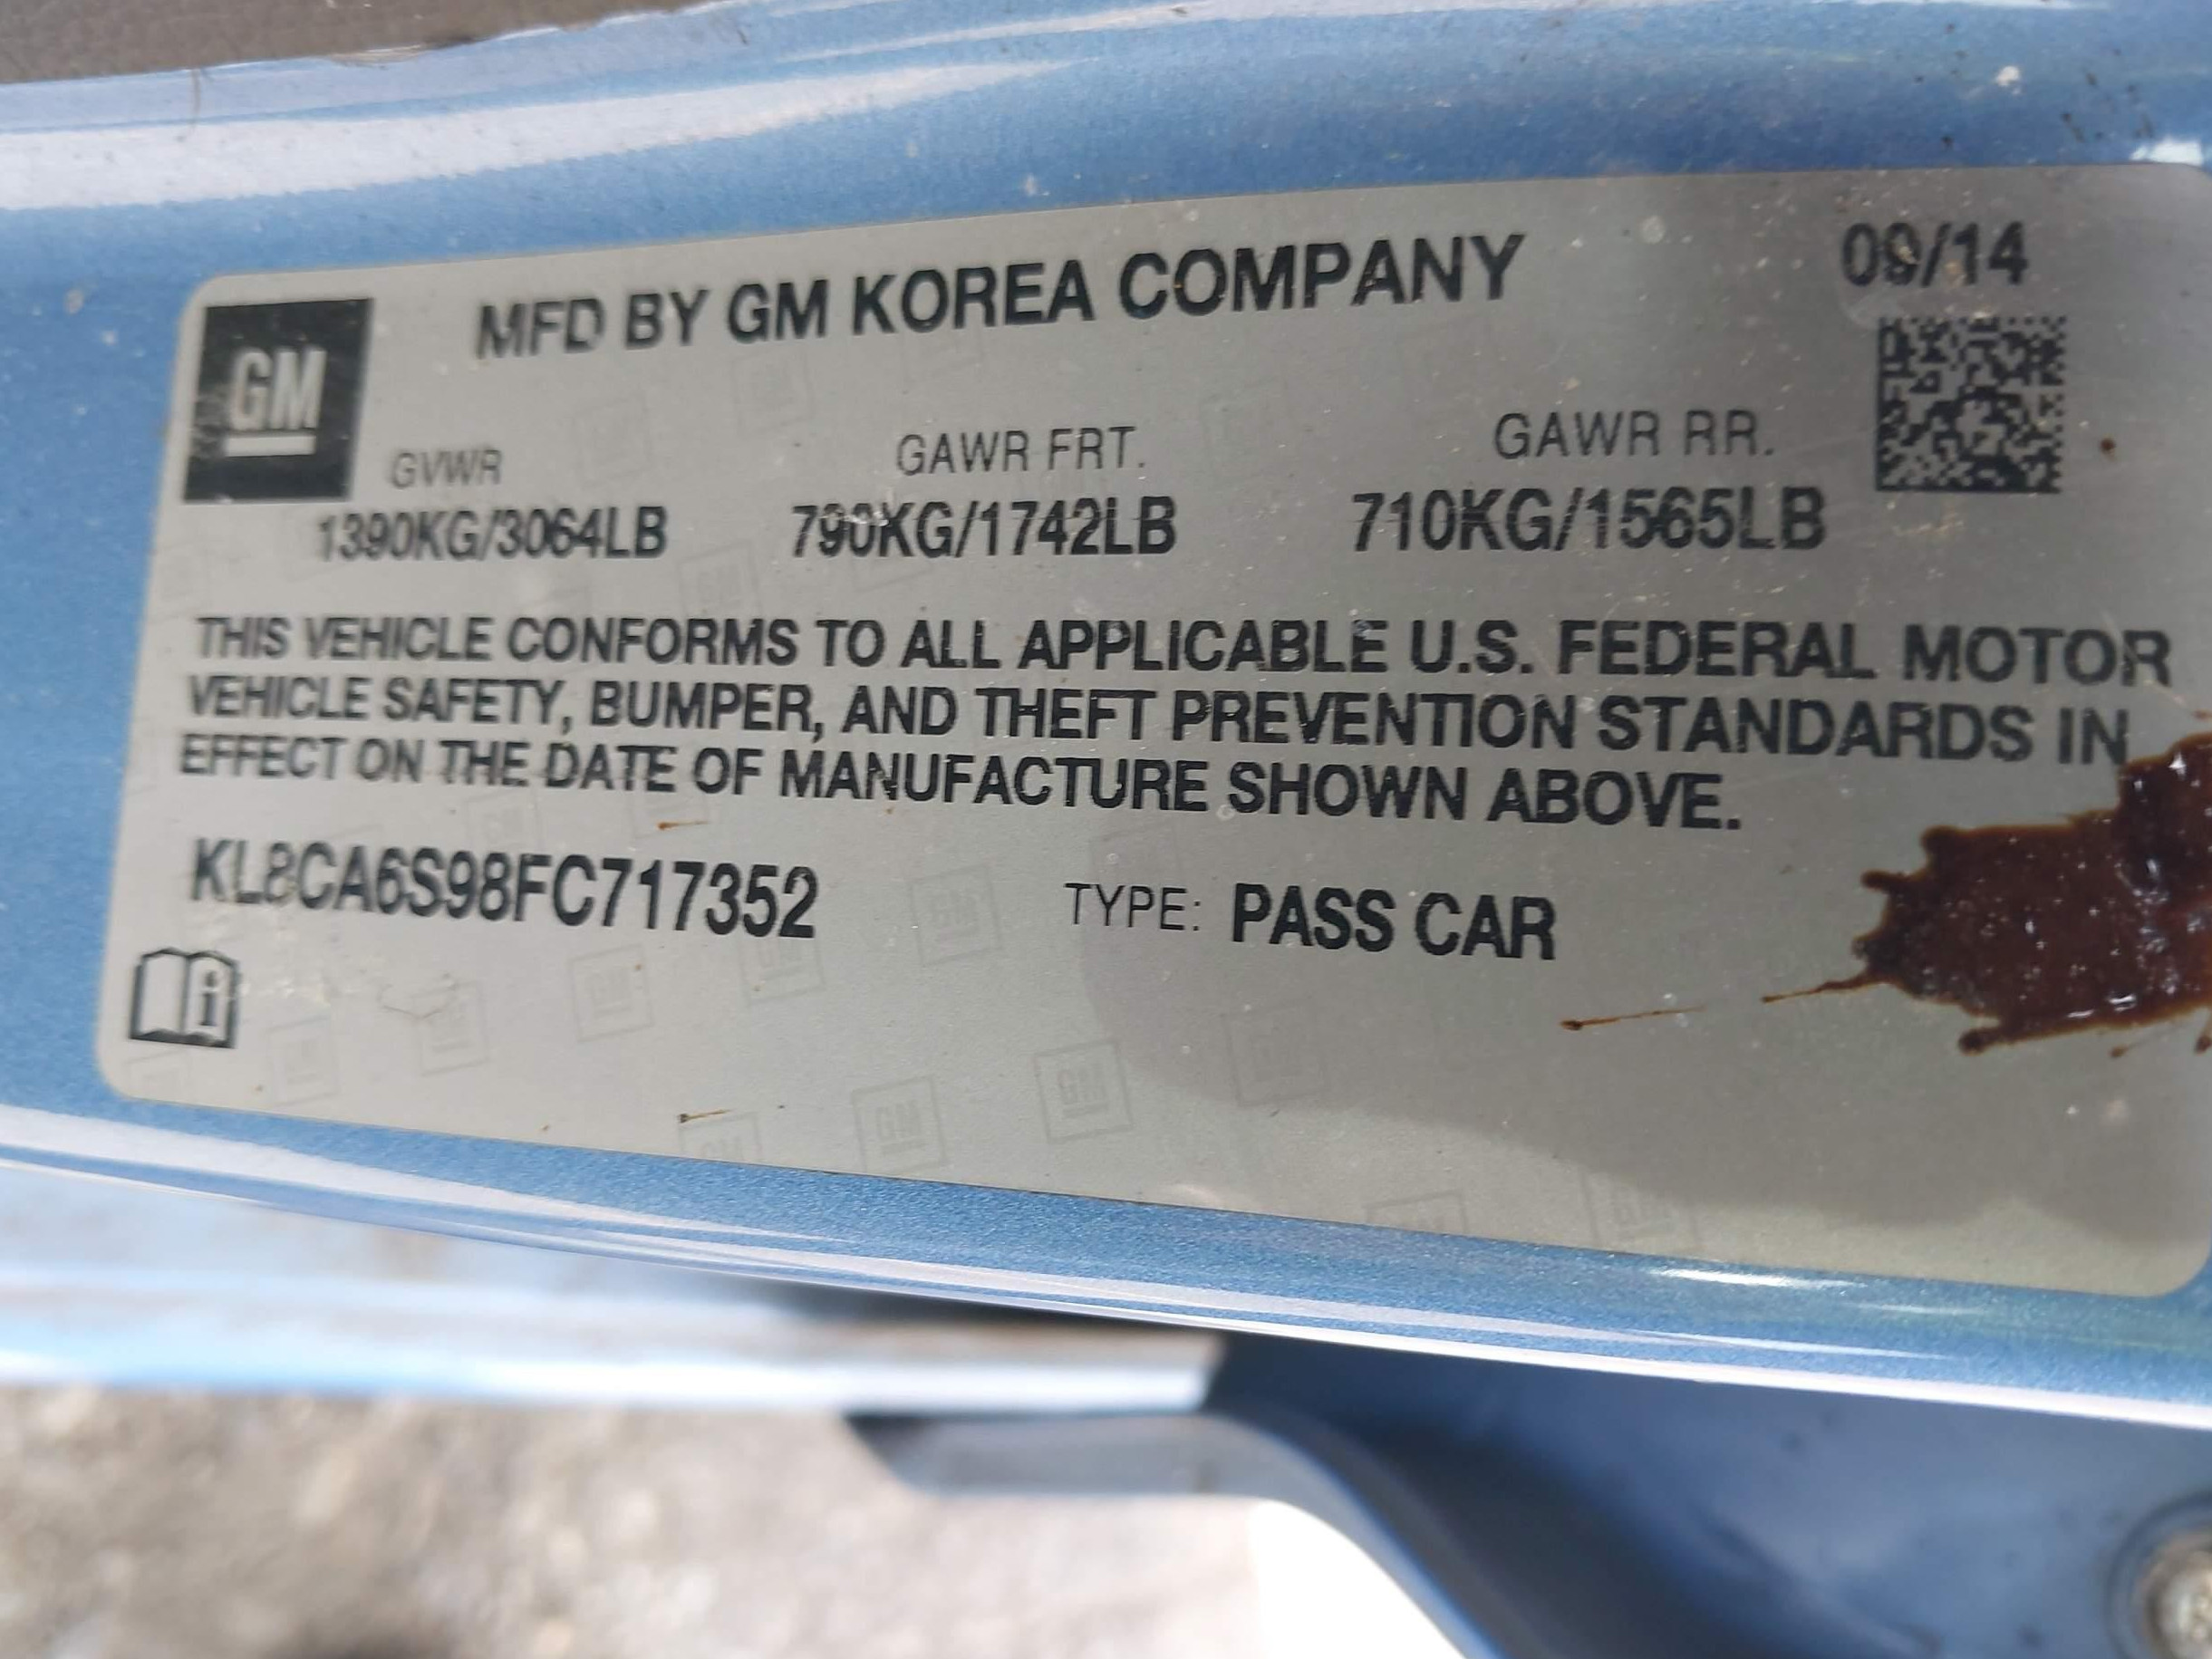 MFD BY GM KOREA COMPANY 09/14
GM
GVWR GAWR FRT. GAWR RR.
1390KG/3064LB 790KG/1742LB 710KG/1565LB
THIS VEHICLE CONFORMS TO ALL APPLICABLE U.S. FEDERAL MOTOR
VEHICLE SAFETY, BUMPER, AND THEFT PREVENTION STANDARDS IN
EFFECT ON THE DATE OF MANUFACTURE SHOWN ABOVE.
KL8CA6S98FC717352 TYPE: PASS CAR